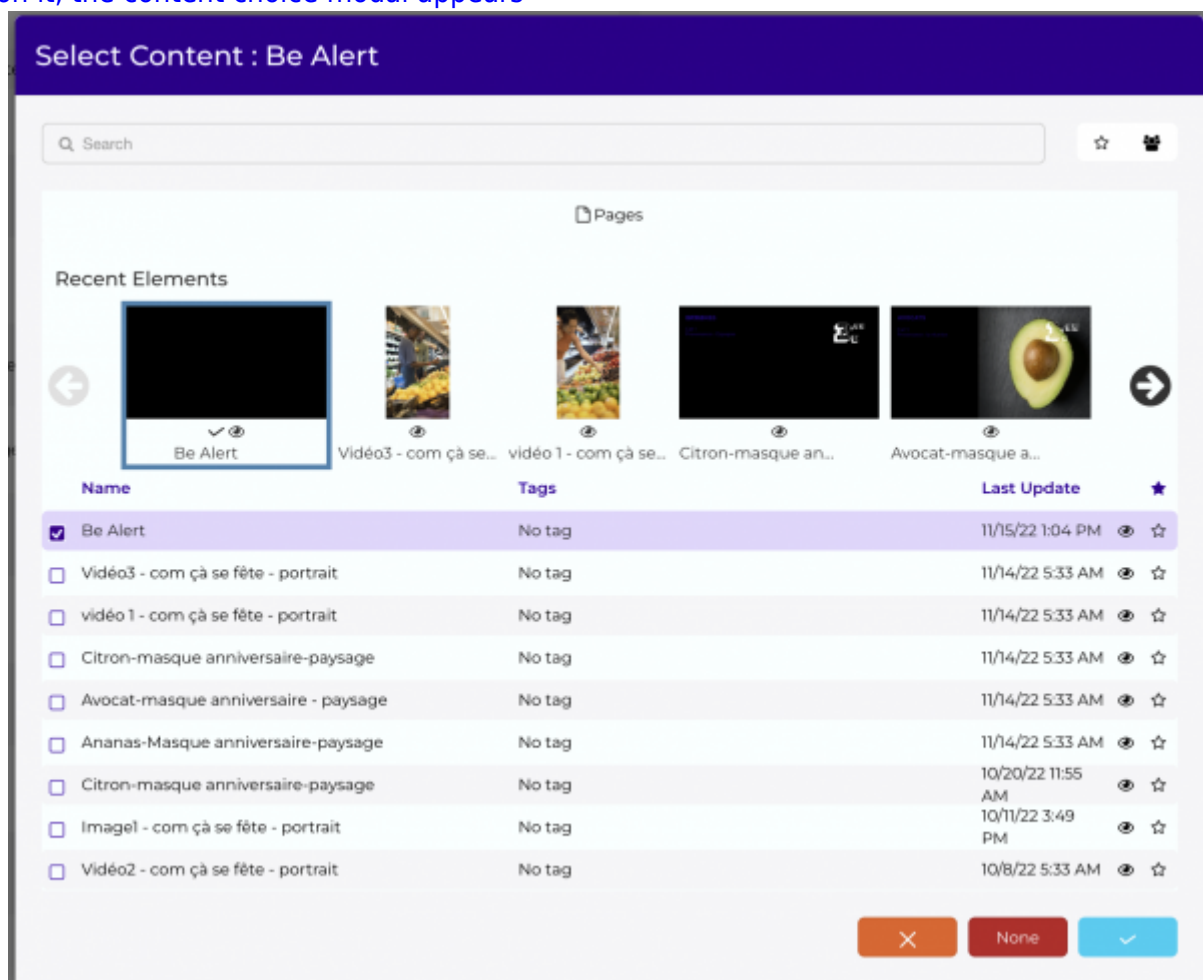 on it, the content choice modal appears
Select Content : Be Alert
Search
Pages
Recent Elements
Be Alert
Vidéo3 - com çà se...
vidéo 1 - com çà se...
Citron-masque an...
Avocat-masque a...
Name Tags Last Update
Be Alert No tag 11/15/22 1:04 PM
Vidéo3 - com çà se fête - portrait No tag 11/14/22 5:33 AM
vidéo 1 - com çà se fête - portrait No tag 11/14/22 5:33 AM
Citron-masque anniversaire-paysage No tag 11/14/22 5:33 AM
Avocat-masque anniversaire - paysage No tag 11/14/22 5:33 AM
Ananas-Masque anniversaire-paysage No tag 11/14/22 5:33 AM
Citron-masque anniversaire-paysage No tag 10/20/22 11:55
AM
Image1 - com çà se fête - portrait No tag 10/11/22 3:49
PM
Vidéo2 - com çà se fête - portrait No tag 10/8/22 5:33 AM
None